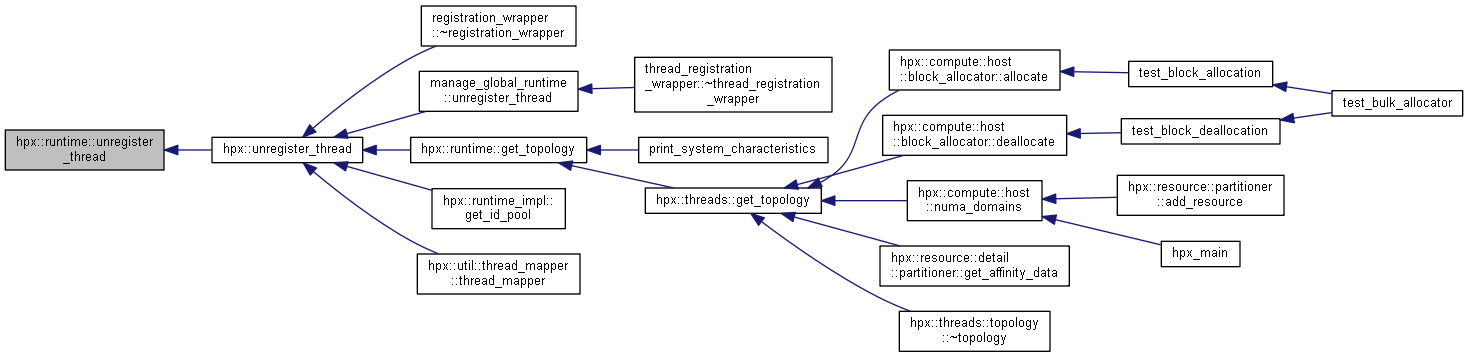 hpx::runtime::unregister
_thread
hpx::unregister_thread
registration_wrapper
::~registration_wrapper
manage_global_runtime
::unregister_thread
hpx::runtime::get_topology
hpx::runtime_impl::
get_id_pool
hpx::util::thread_mapper
::thread_mapper
thread_registration
_wrapper::~thread_registration
_wrapper
print_system_characteristics
hpx::threads::get_topology
hpx::compute::host
::block_allocator::allocate
hpx::compute::host
::block_allocator::deallocate
hpx::compute::host
::numa_domains
hpx::resource::detail
::partitioner::get_affinity_data
hpx::threads::topology
::~topology
test_block_allocation
test_block_deallocation
hpx::resource::partitioner
::add_resource
hpx_main
test_bulk_allocator